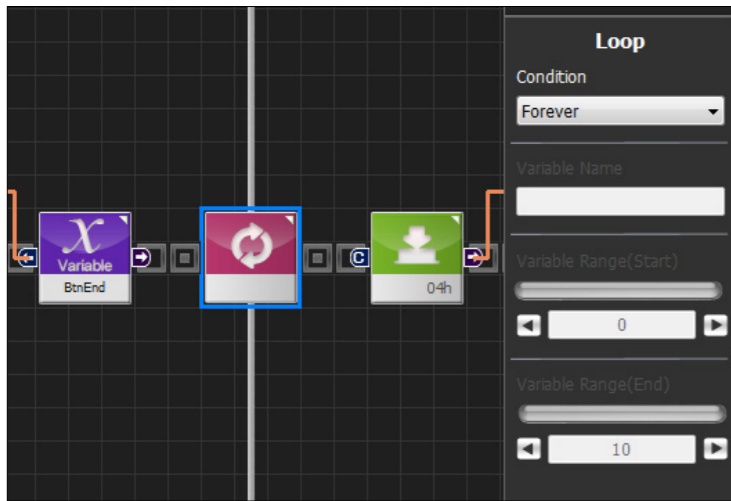 X
Variable
BtnEnd
C
04h
Loop
Condition
Forever
Variable Name
Variable Range(Start)
0
Variable Range(End)
10